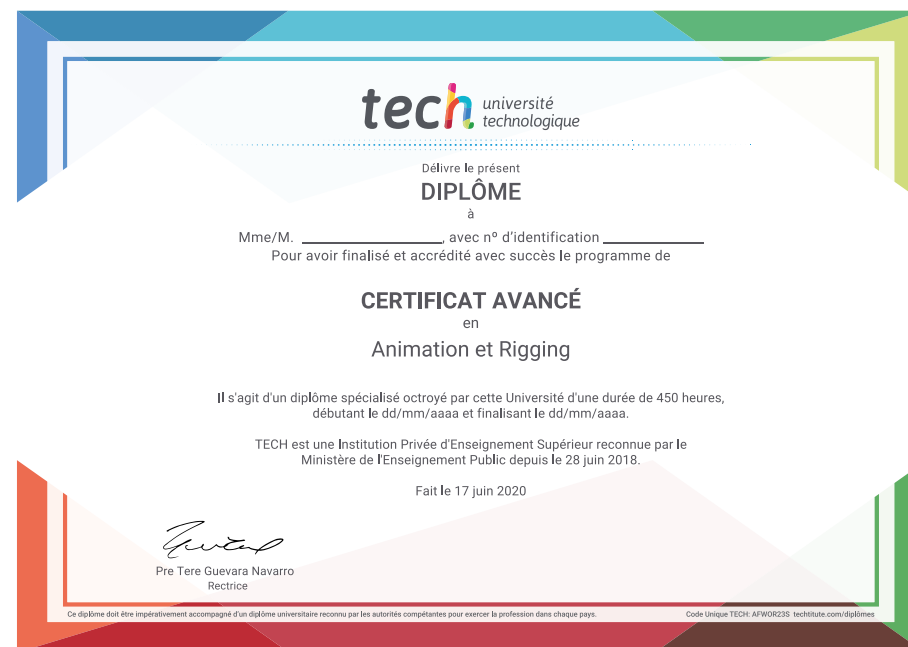 tech université
technologique
Délivre le présent
DIPLÔME
à
Mme/M. ____________________, avec nº d'identification ______________
Pour avoir finalisé et accrédité avec succès le programme de
CERTIFICAT AVANCÉ
en
Animation et Rigging
Il s'agit d'un diplôme spécialisé octroyé par cette Université d'une durée de 450 heures,
débutant le dd/mm/aaaa et finalisant le dd/mm/aaaa.
TECH est une Institution Privée d'Enseignement Supérieur reconnue par le
Ministère de l'Enseignement Public depuis le 28 juin 2018.
Fait le 17 juin 2020
Pre Tere Guevara Navarro
Rectrice
Ce diplôme doit être impérativement accompagné d'un diplôme universitaire reconnu par les autorités compétentes pour exercer la profession dans chaque pays.
Code Unique TECH: AFWOR23S techtitute.com/diplômes